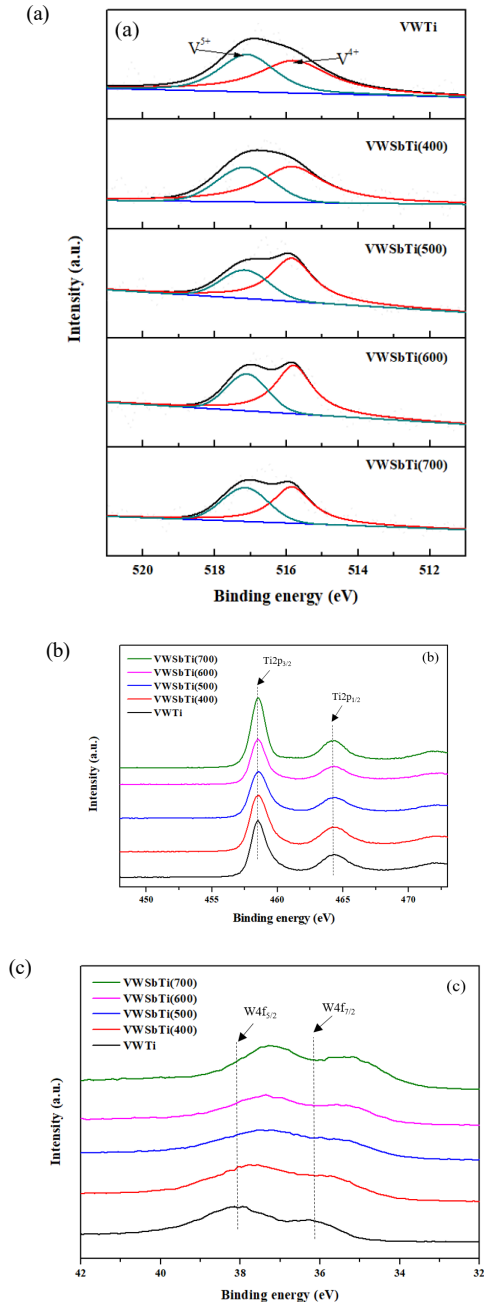 (a)
(a)
VWTi
V5+
V4+
VWSbTi(400)
VWSbTi(500)
VWSbTi(600)
VWSbTi(700)
Intensity (a.u.)
520 518 516 514 512
Binding energy (eV)
(b)
(b)
VWSbTi(700)
VWSbTi(600)
VWSbTi(500)
VWSbTi(400)
VWTi
Ti2p3/2
Ti2p1/2
Intensity (a.u.)
450 455 460 465 470
Binding energy (eV)
(c)
(c)
VWSbTi(700)
VWSbTi(600)
VWSbTi(500)
VWSbTi(400)
VWTi
W4f5/2
W4f7/2
Intensity (a.u.)
42 40 38 36 34 32
Binding energy (eV)